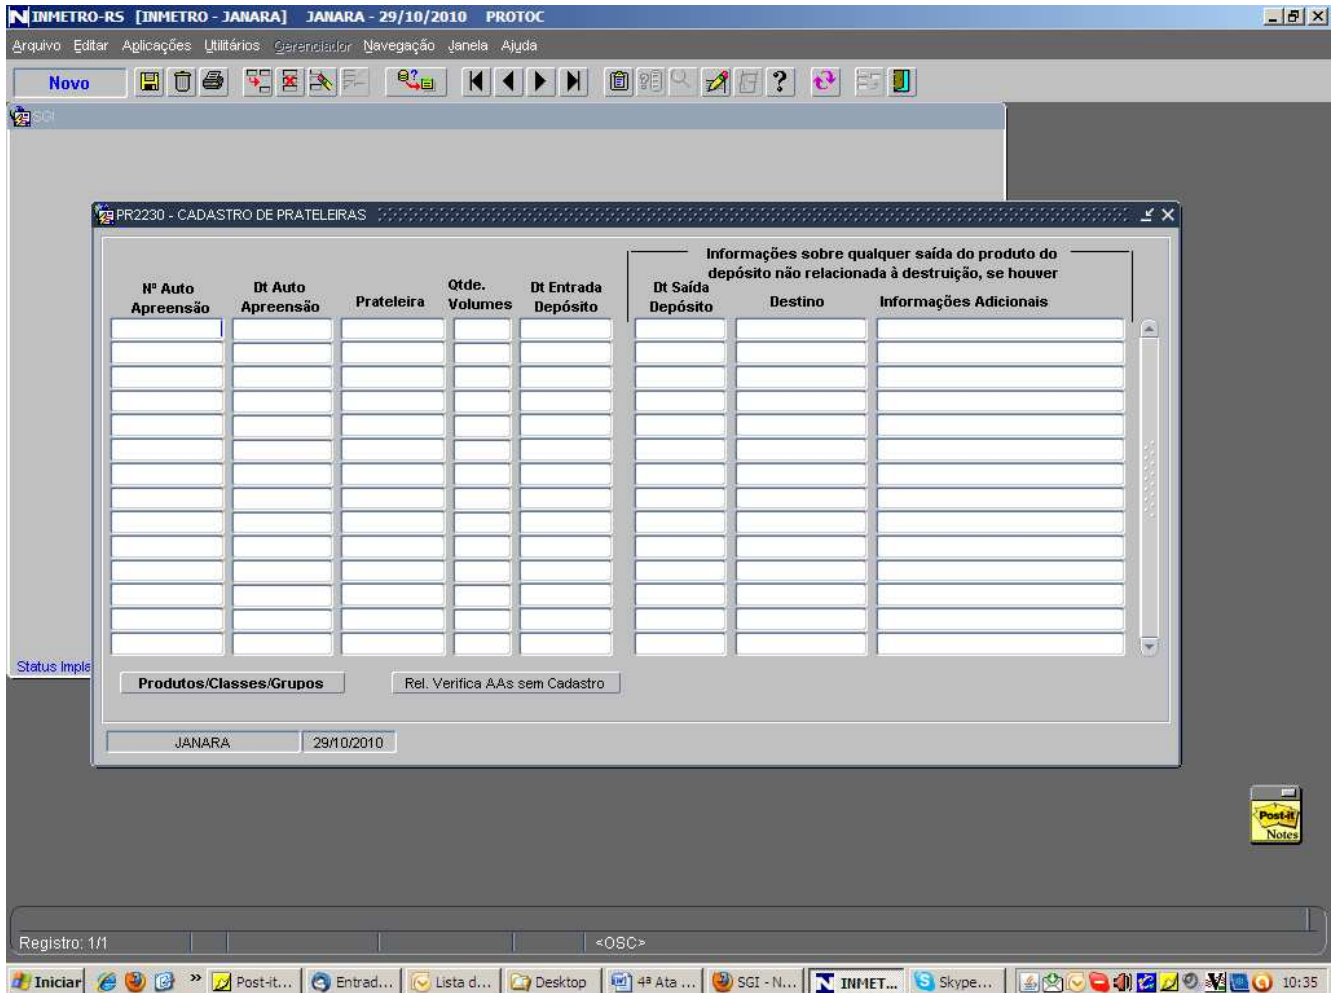 INMETRO-RS [INMETRO - JANARA] JANARA - 29/10/2010 PROTOC
Arquivo Editar Aplicações Utilitários Gerenciador Navegação Janela Ajuda
Novo
SGI
PR2230 - CADASTRO DE PRATELEIRAS
Informações sobre qualquer saída do produto do
depósito não relacionada à destruição, se houver
Nº Auto Apreensão
Dt Auto Apreensão
Prateleira
Qtde. Volumes
Dt Entrada Depósito
Dt Saída Depósito
Destino
Informações Adicionais
Status Impla
Produtos/Classes/Grupos
Rel. Verifica AAs sem Cadastro
JANARA
29/10/2010
Post-it
Notes
Registro: 1/1
<OSC>
Iniciar » Post-it... Entrad... Lista d... Desktop 4ª Ata ... SGI - N... INMET... Skype... 10:35